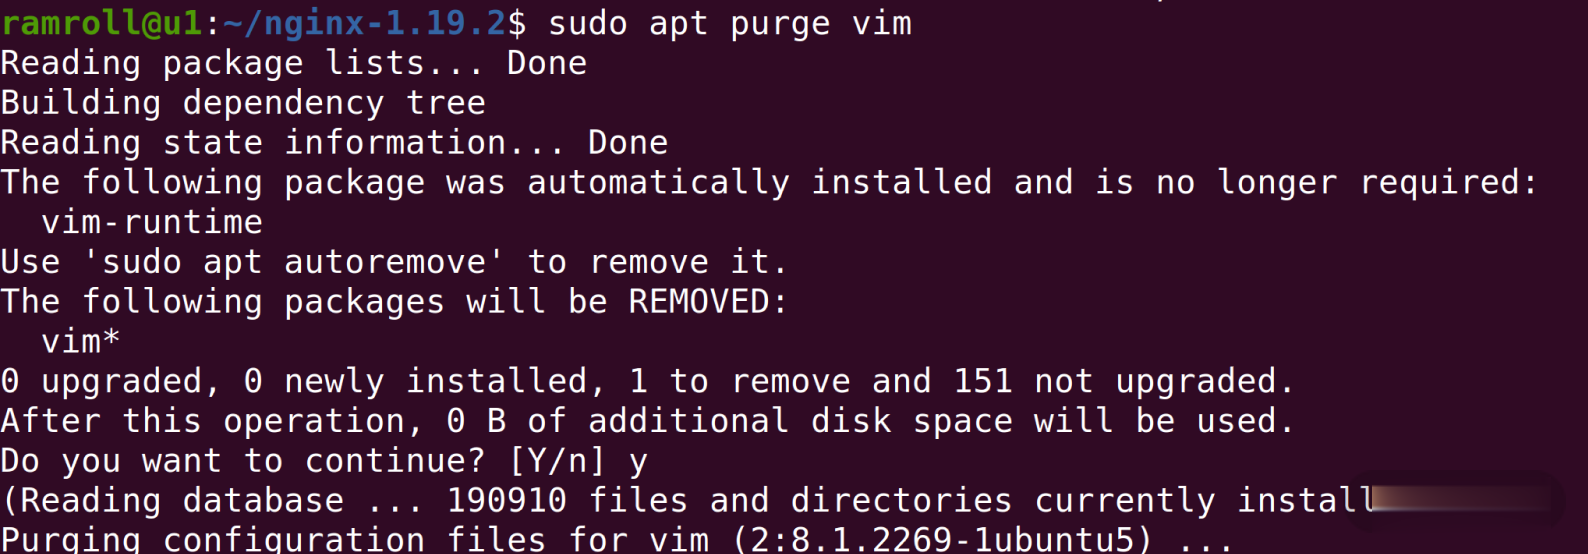 ramroll@u1:~/nginx-1.19.2$ sudo apt purge vim
Reading package lists... Done
Building dependency tree
Reading state information... Done
The following package was automatically installed and is no longer required:
  vim-runtime
Use 'sudo apt autoremove' to remove it.
The following packages will be REMOVED:
  vim*
0 upgraded, 0 newly installed, 1 to remove and 151 not upgraded.
After this operation, 0 B of additional disk space will be used.
Do you want to continue? [Y/n] y
(Reading database ... 190910 files and directories currently install
Purging configuration files for vim (2:8.1.2269-1ubuntu5) ...